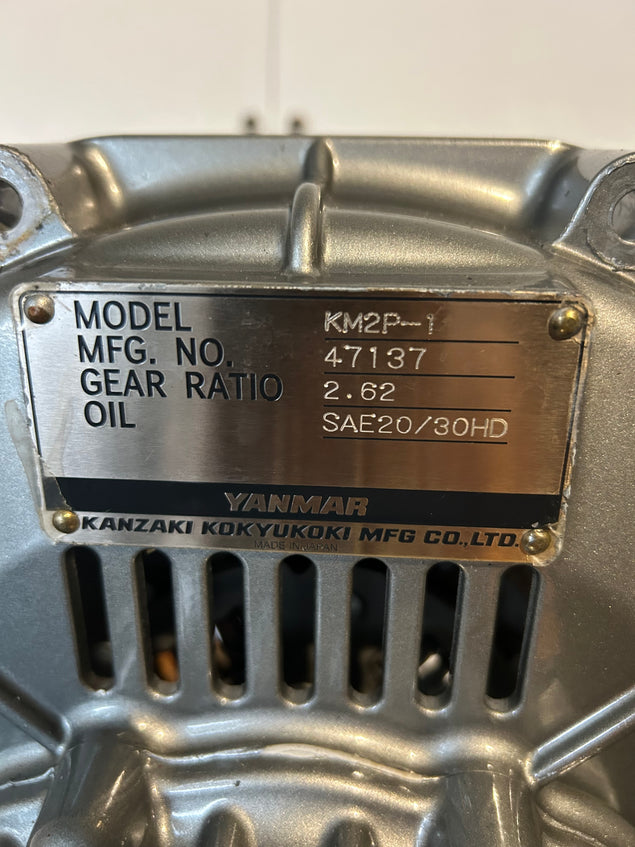 MODEL KM2P-1
MFG. NO. 47137
GEAR RATIO 2.62
OIL SAE20/30HD
YANMAR
KANZAKI KOKYUKOKI MFG CO.,LTD.
MADE IN JAPAN